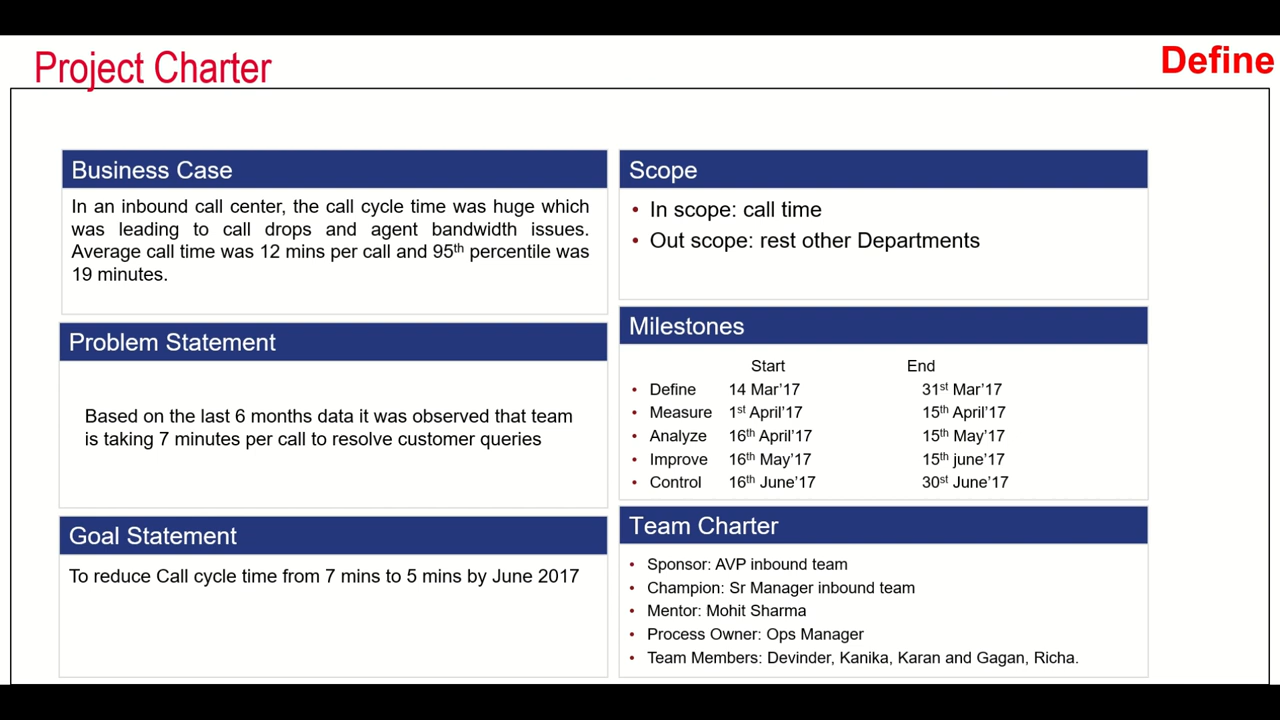 Project Charter
Define
Business Case
In an inbound call center, the call cycle time was huge which
was leading to call drops and agent bandwidth issues.
Average call time was 12 mins per call and 95th percentile was
19 minutes.
Problem Statement
Based on the last 6 months data it was observed that team
is taking 7 minutes per call to resolve customer queries
Goal Statement
To reduce Call cycle time from 7 mins to 5 mins by June 2017
Scope
• In scope: call time
• Out scope: rest other Departments
Milestones
Start End
• Define 14 Mar’17 31st Mar’17
• Measure 1st April’17 15th April’17
• Analyze 16th April’17 15th May’17
• Improve 16th May’17 15th june’17
• Control 16th June’17 30st June’17
Team Charter
• Sponsor: AVP inbound team
• Champion: Sr Manager inbound team
• Mentor: Mohit Sharma
• Process Owner: Ops Manager
• Team Members: Devinder, Kanika, Karan and Gagan, Richa.